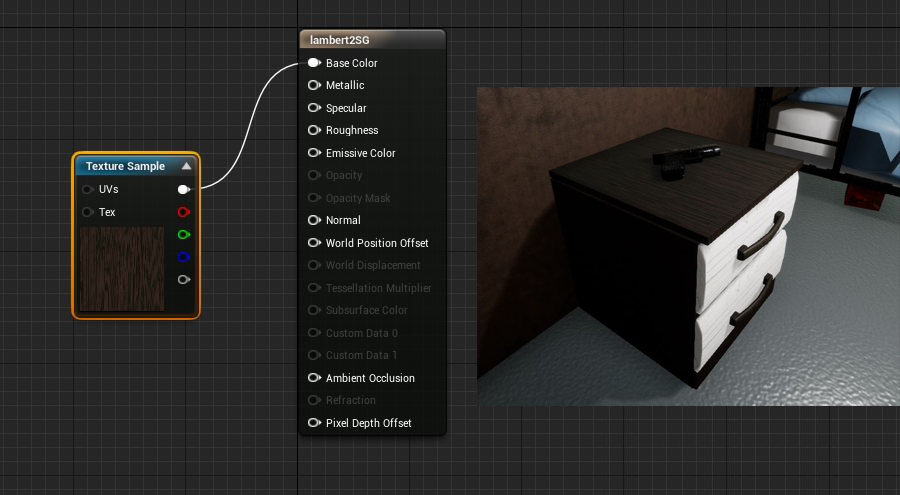 lambert2SG
Base Color
Metallic
Specular
Roughness
Emissive Color
Opacity
Opacity Mask
Normal
World Position Offset
World Displacement
Tessellation Multiplier
Subsurface Color
Custom Data 0
Custom Data 1
Ambient Occlusion
Refraction
Pixel Depth Offset
Texture Sample
UVs
Tex